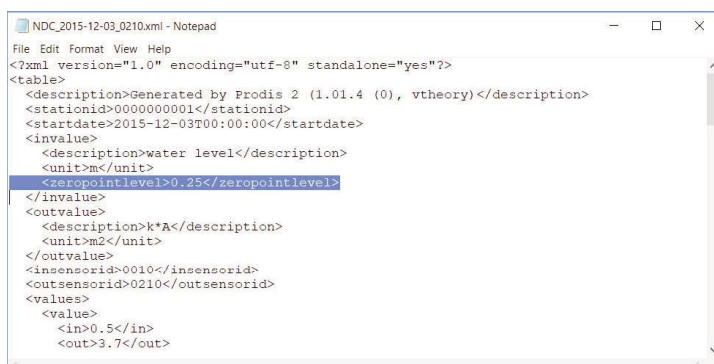 NDC_2015-12-03_0210.xml - Notepad
File Edit Format View Help
<?xml version="1.0" encoding="utf-8" standalone="yes"?>
<table>
  <description>Generated by Prodis 2 (1.01.4 (0), vtheory)</description>
  <stationid>0000000001</stationid>
  <startdate>2015-12-03T00:00:00</startdate>
  <invalue>
    <description>water level</description>
    <unit>m</unit>
    <zeropointlevel>0.25</zeropointlevel>
  </invalue>
  <outvalue>
    <description>k*A</description>
    <unit>m2</unit>
  </outvalue>
  <insensorid>0010</insensorid>
  <outsensorid>0210</outsensorid>
  <values>
    <value>
      <in>0.5</in>
      <out>3.7</out>